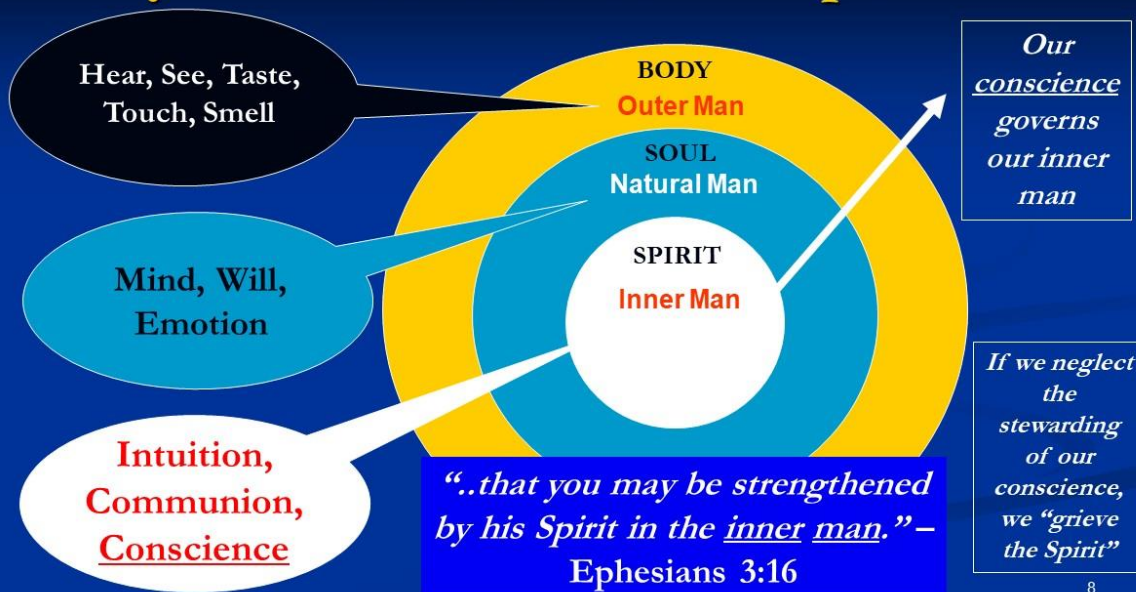 Hear, See, Taste,
Touch, Smell
BODY
Outer Man
SOUL
Natural Man
SPIRIT
Inner Man
Mind, Will,
Emotion
Intuition,
Communion,
Conscience
Our
conscience
governs
our inner
man
If we neglect
the
stewarding
of our
conscience,
we “grieve
the Spirit”
“..that you may be strengthened
by his Spirit in the inner man.” –
Ephesians 3:16
8